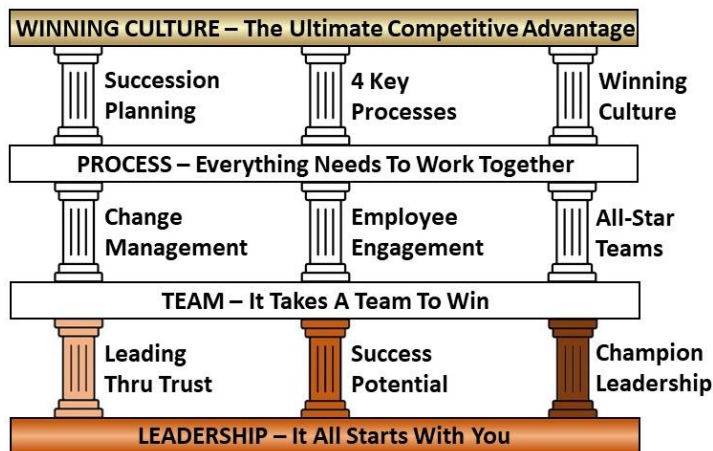 WINNING CULTURE – The Ultimate Competitive Advantage
Succession
Planning
4 Key
Processes
Winning
Culture
PROCESS – Everything Needs To Work Together
Change
Management
Employee
Engagement
All-Star
Teams
TEAM – It Takes A Team To Win
Leading
Thru Trust
Success
Potential
Champion
Leadership
LEADERSHIP – It All Starts With You